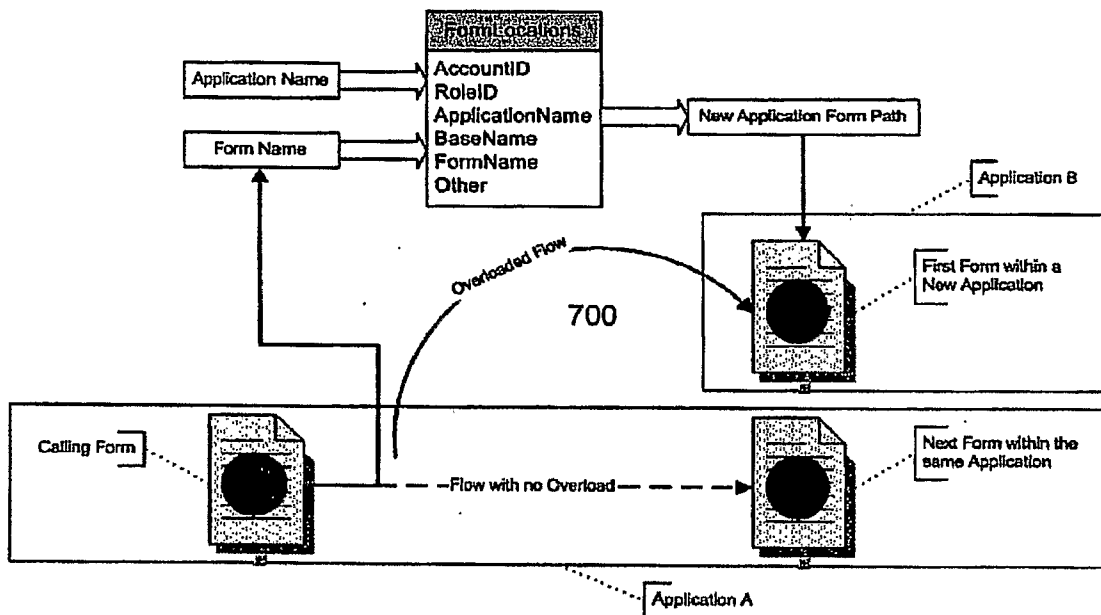 FormLocations
AccountID
RoleID
ApplicationName
BaseName
FormName
Other
Application Name
Form Name
New Application Form Path
Application B
First Form within a
New Application
Overloaded Flow
700
Calling Form
Flow with no Overload
Next Form within the
same Application
Application A